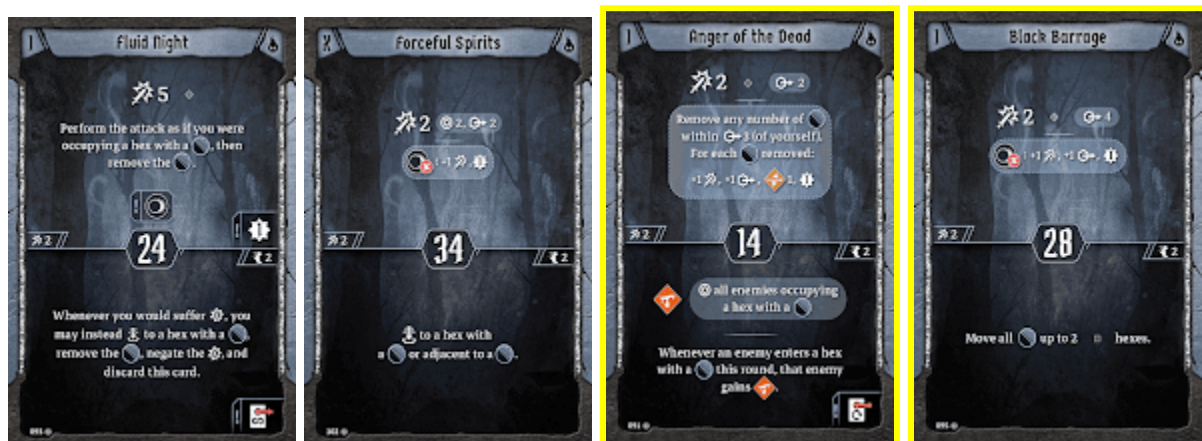 I
Fluid Night
5
Perform the attack as if you were
occupying a hex with a , then
remove the .
2
24
2
Whenever you would suffer , you
may instead to a hex with a ,
remove the , negate the , and
discard this card.
X
Forceful Spirits
2 2, 2
: +1 ,
2
34
2
to a hex with
a or adjacent to a .
I
Anger of the Dead
2 2
Remove any number of
within 3 (of yourself).
For each removed:
+1 , +1 , 1,
2
14
2
all enemies occupying
a hex with a
Whenever an enemy enters a hex
with a this round, that enemy
gains .
I
Black Barrage
2 4
: +1 , +1 ,
2
28
2
Move all up to 2 hexes.